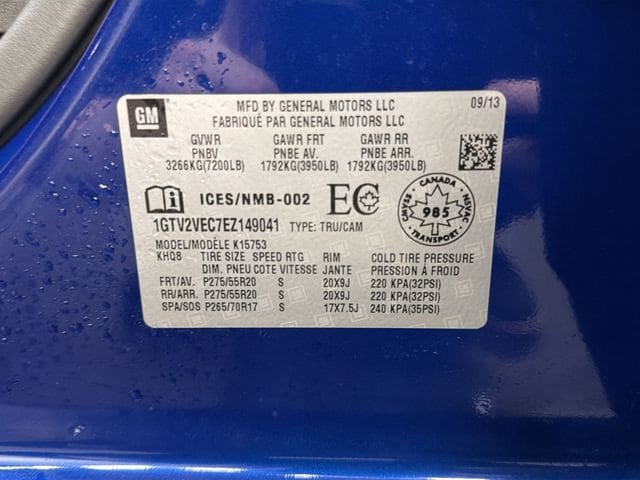 GM
MFD BY GENERAL MOTORS LLC 09/13
FABRIQUÉ PAR GENERAL MOTORS LLC
GVWR GAWR FRT GAWR RR
PNBV PNBE AV. PNBE ARR.
3266KG(7200LB) 1792KG(3950LB) 1792KG(3950LB)
i ICES/NMB-002 EC CANADA 985 TRANSPORT SVAC NSVAC CMVSS
1GTV2VEC7EZ149041 TYPE: TRU/CAM
MODEL/MODÈLE K15753
KHQ8 TIRE SIZE SPEED RTG RIM COLD TIRE PRESSURE
DIM. PNEU COTE VITESSE JANTE PRESSION À FROID
FRT/AV. P275/55R20 S 20X9J 220 KPA(32PSI)
RR/ARR. P275/55R20 S 20X9J 220 KPA(32PSI)
SPA/SOS P265/70R17 S 17X7.5J 240 KPA(35PSI)